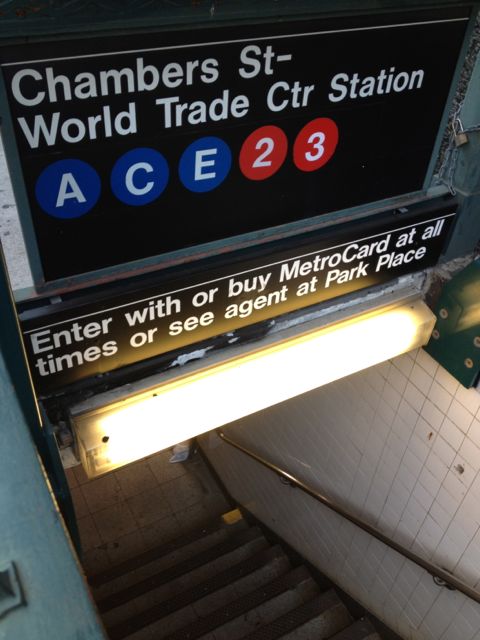 Chambers St-
World Trade Ctr Station
A C E 2 3
Enter with or buy MetroCard at all
times or see agent at Park Place